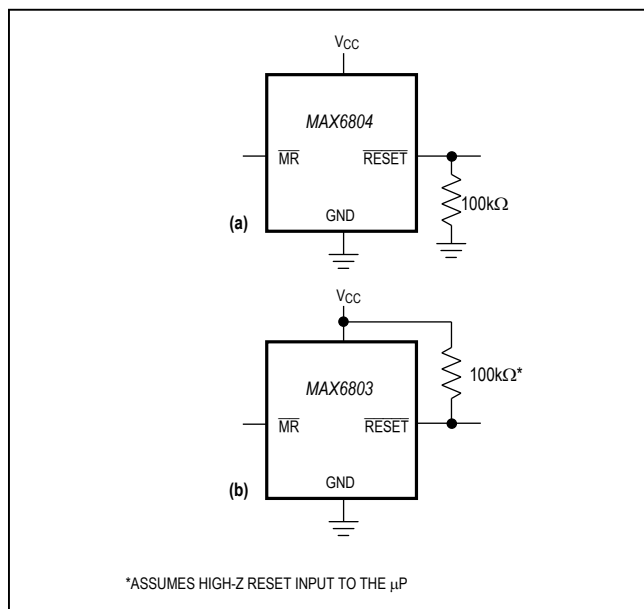 VCC
MAX6804
MR RESET
100kΩ
GND
(a)
VCC
100kΩ*
MAX6803
MR RESET
GND
(b)
*ASSUMES HIGH-Z RESET INPUT TO THE μP